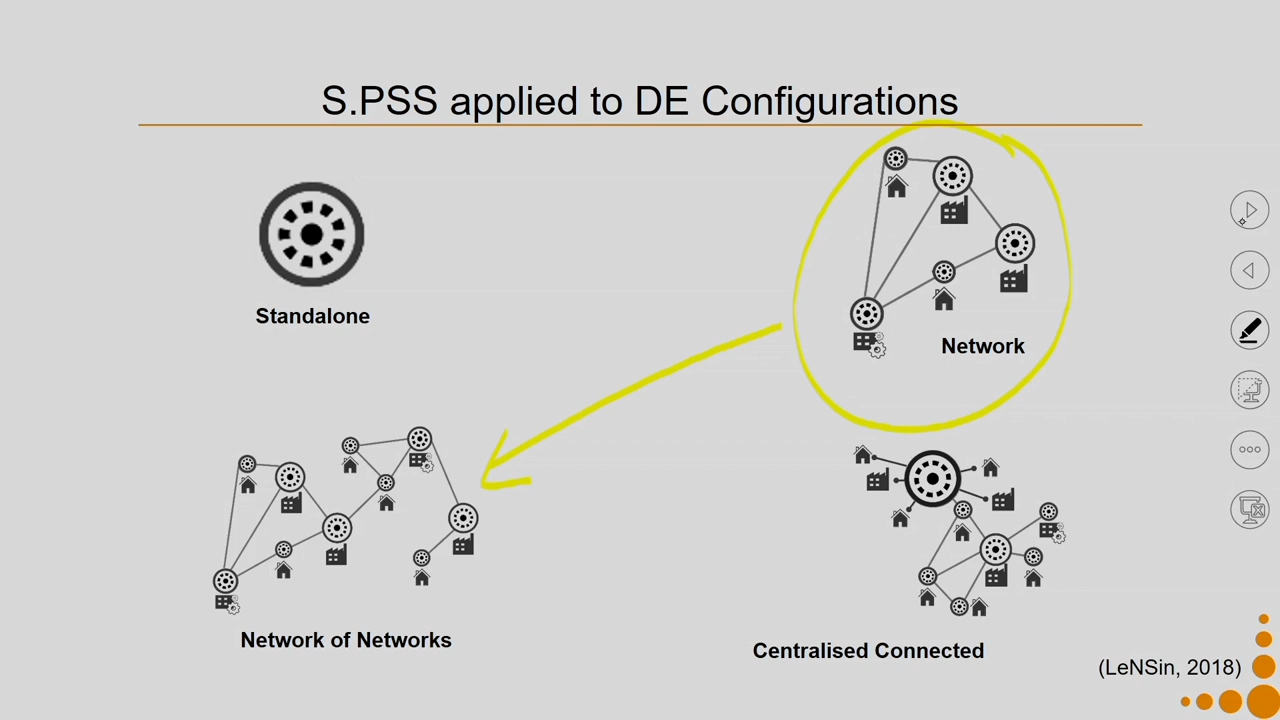 S.PSS applied to DE Configurations
Standalone
Network
Network of Networks
Centralised Connected
(LeNSin, 2018)